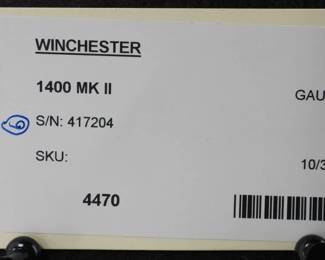 WINCHESTER
1400 MK II
GAU
S/N: 417204
SKU:
10/3
4470